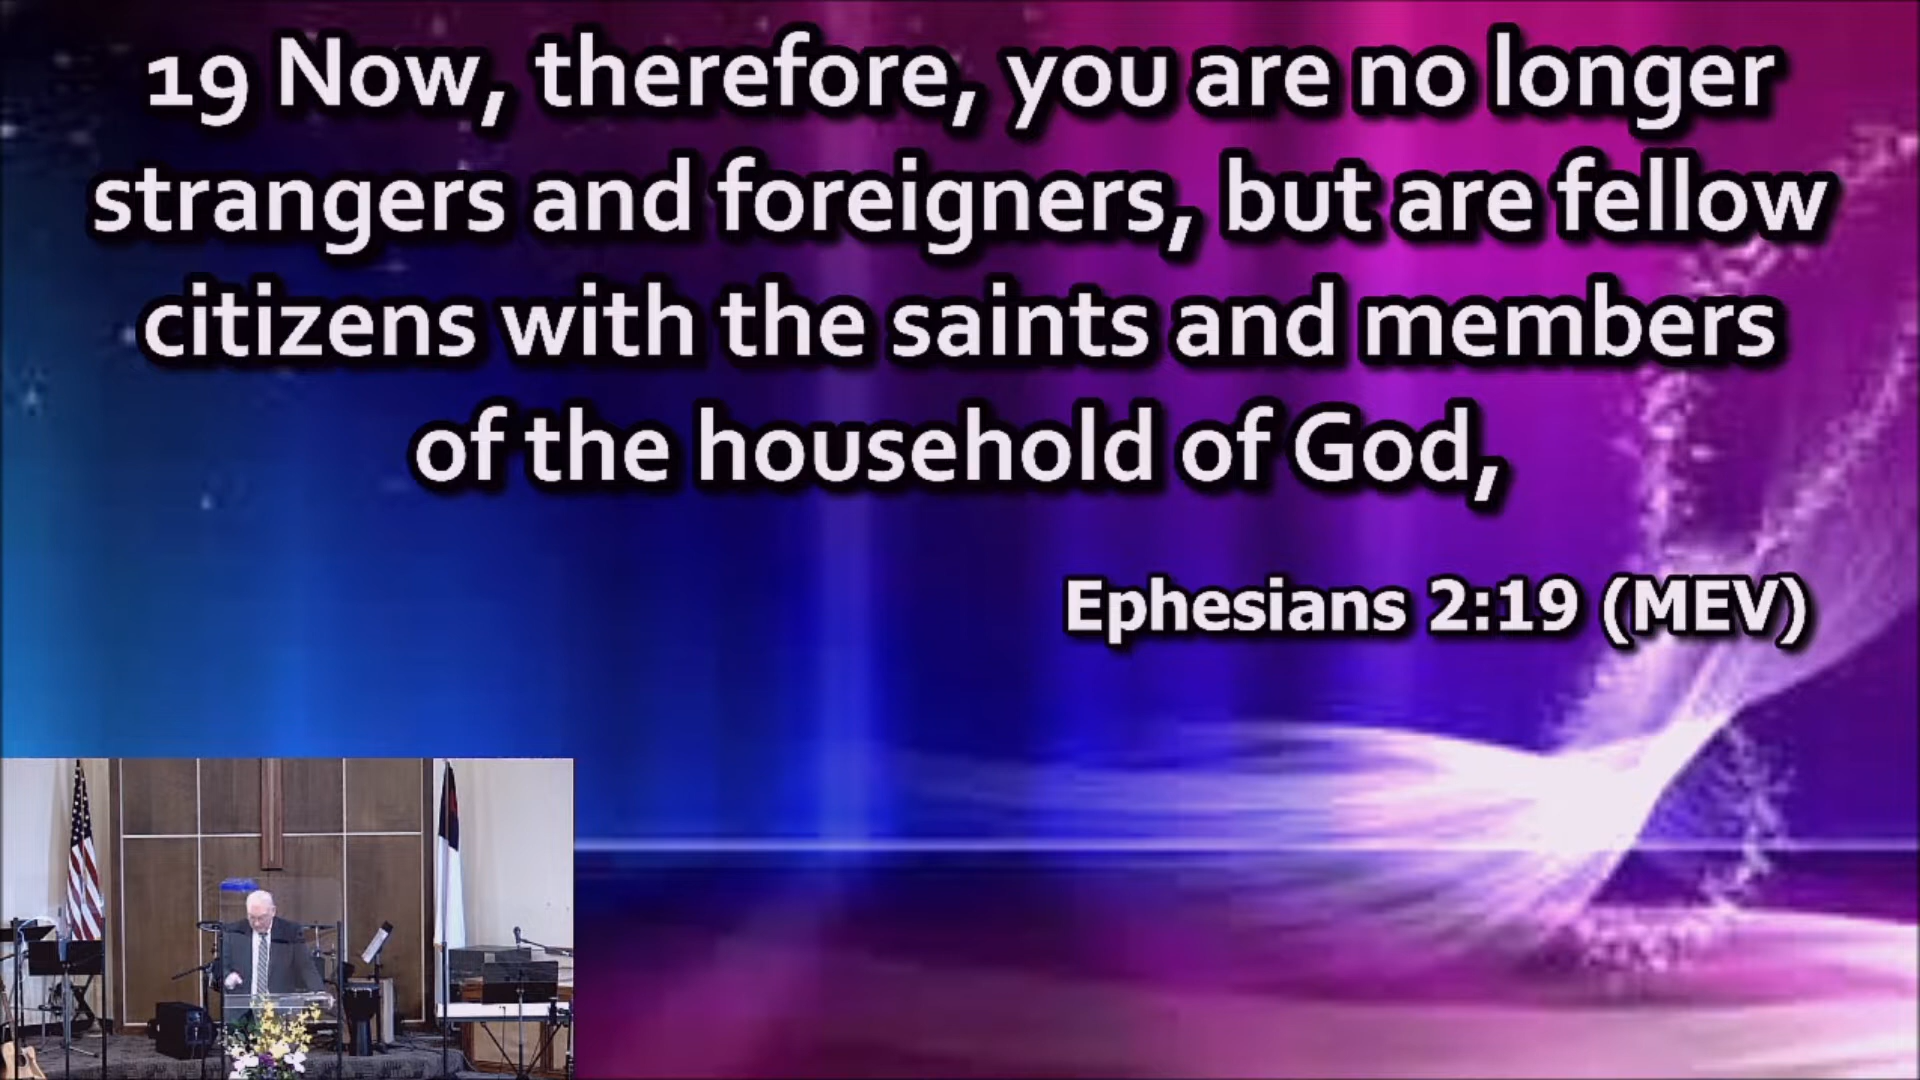 19 Now, therefore, you are no longer
strangers and foreigners, but are fellow
citizens with the saints and members
of the household of God,
Ephesians 2:19 (MEV)